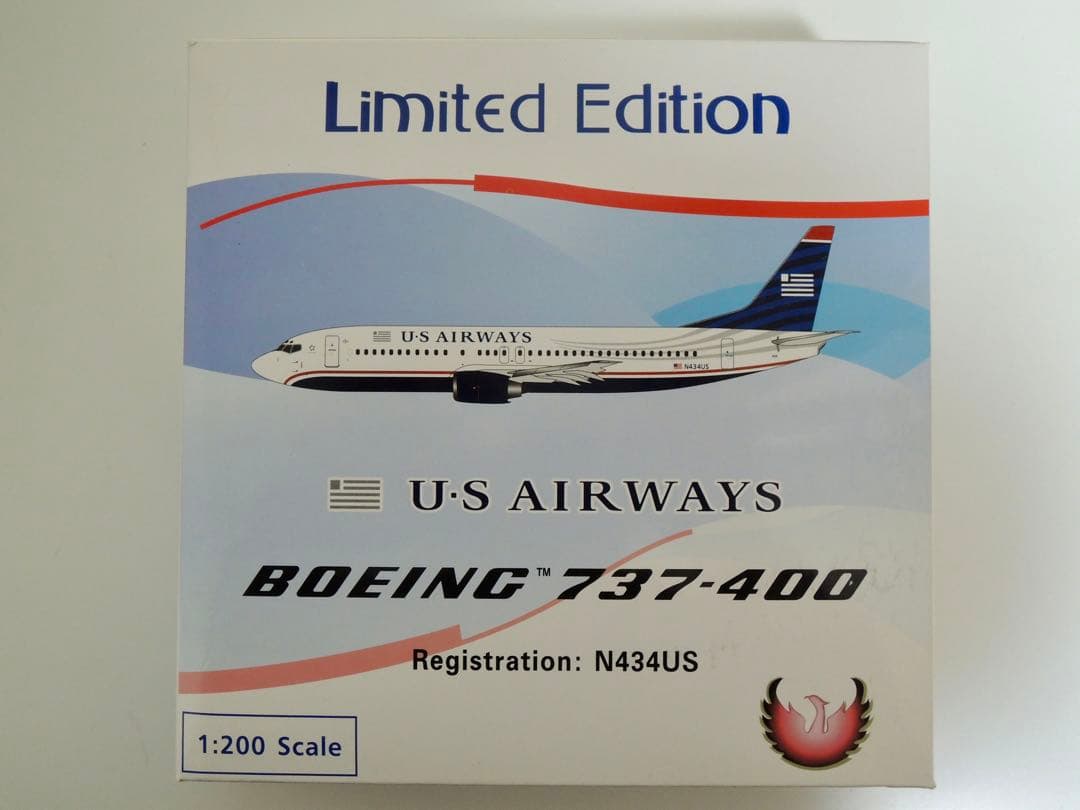 Limited Edition
U·S AIRWAYS
N434US
U·S AIRWAYS
BOEING™ 737-400
Registration: N434US
1:200 Scale